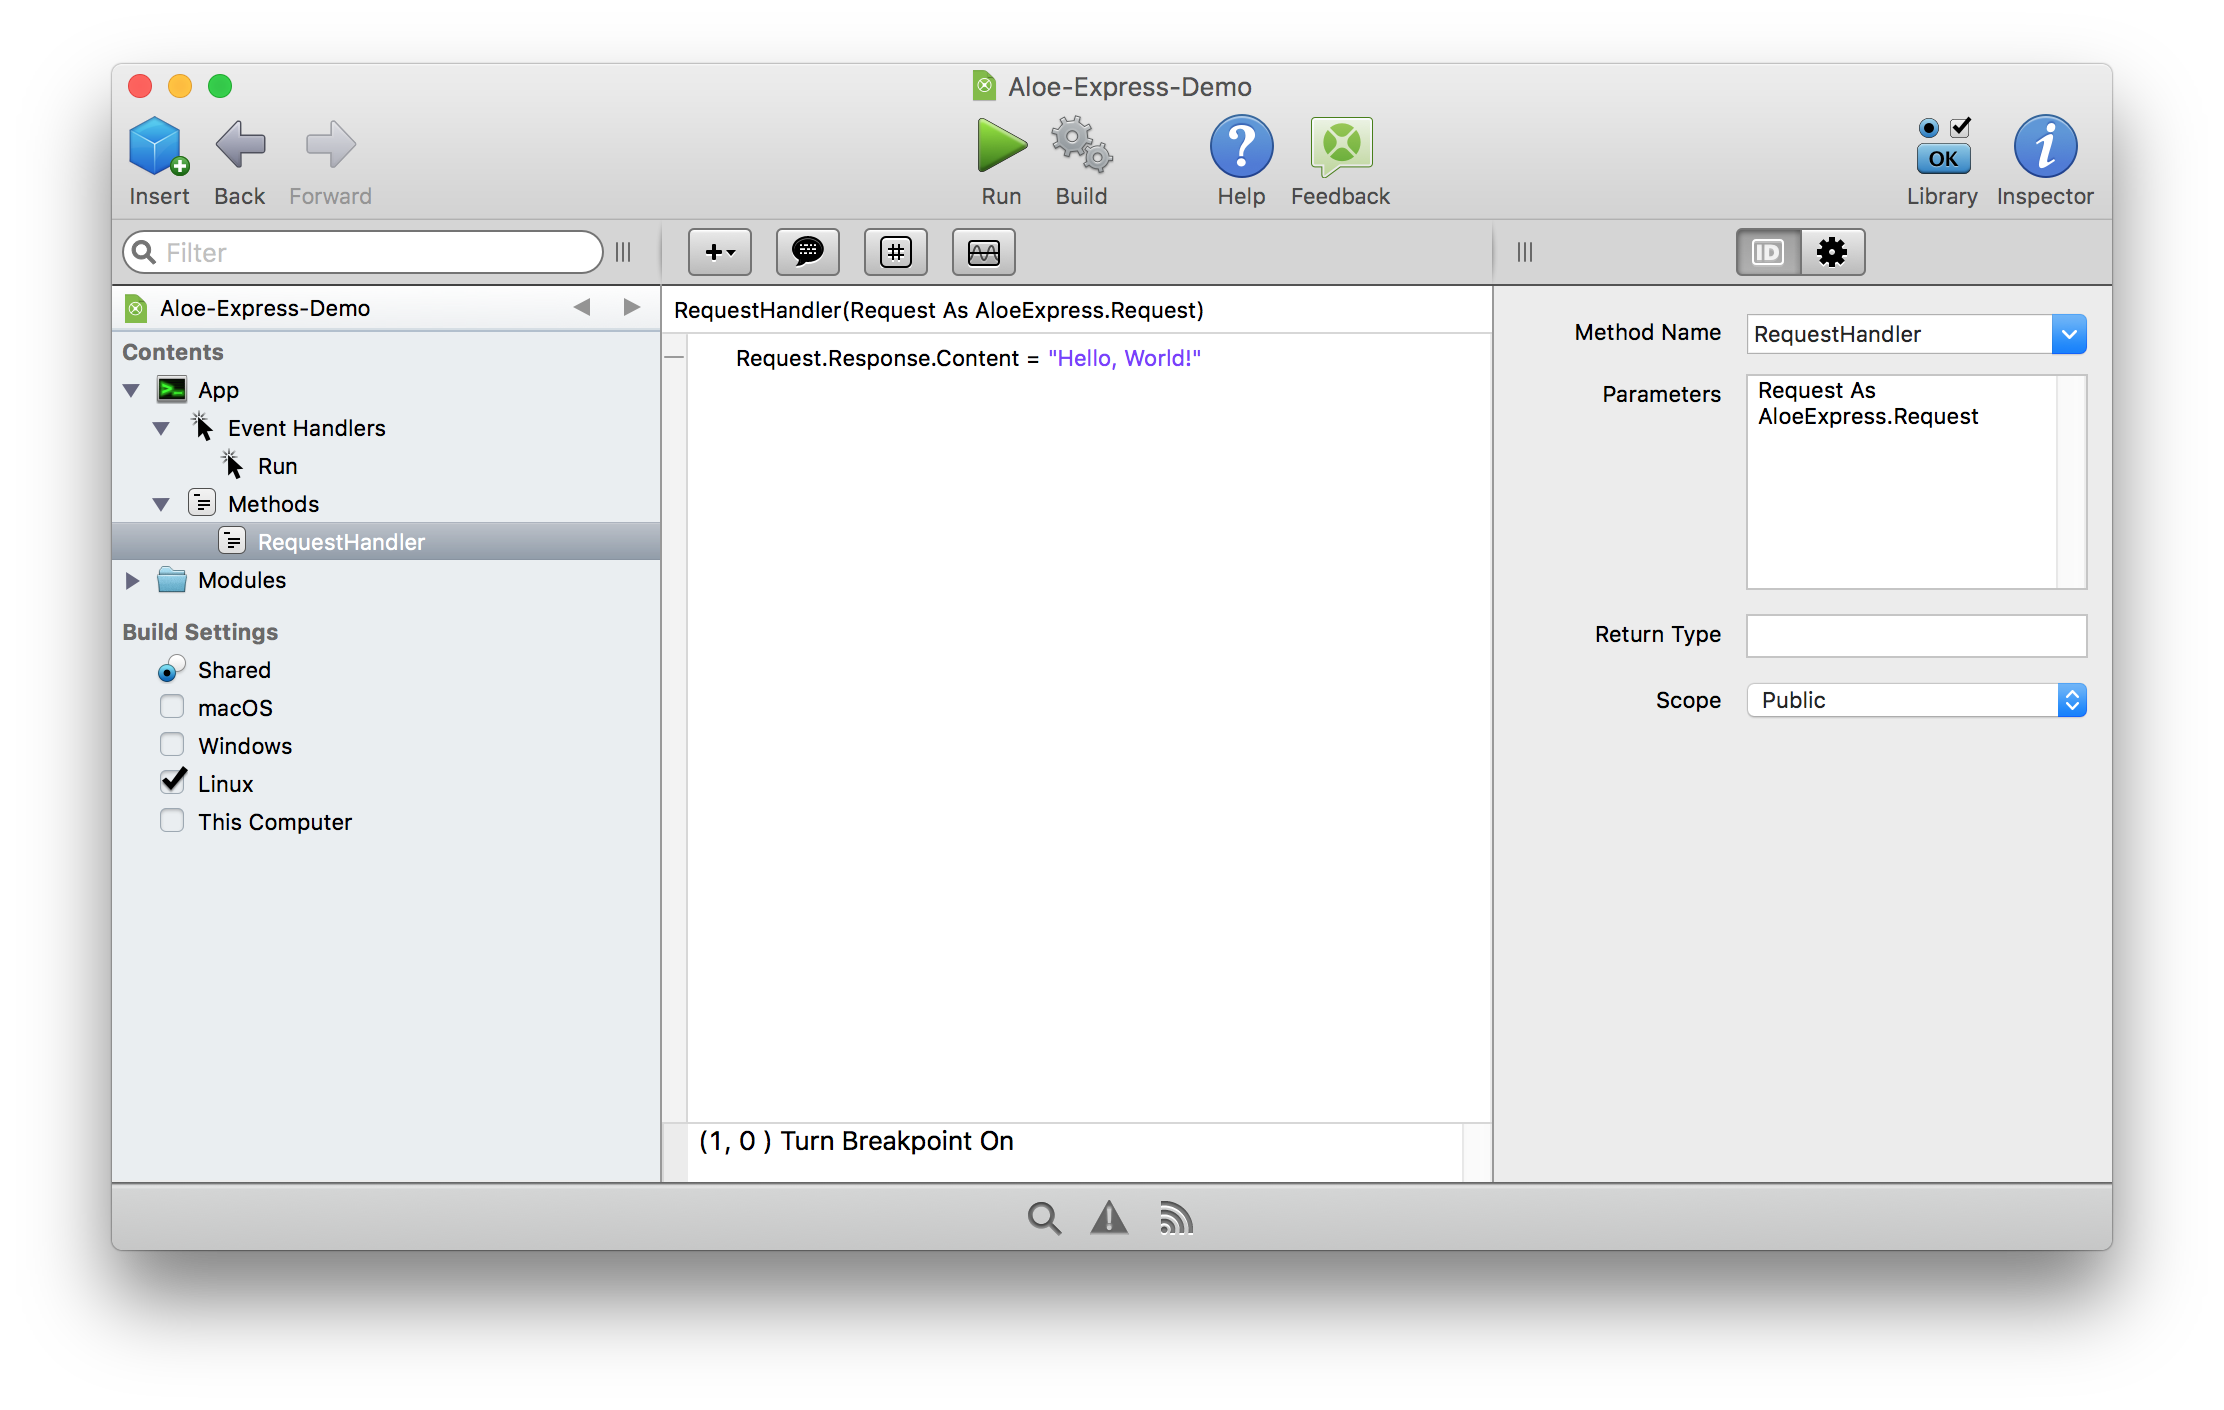 Aloe-Express-Demo
Insert Back Forward Run Build Help Feedback OK Library Inspector
Filter
ID
Aloe-Express-Demo
Contents
App
Event Handlers
Run
Methods
RequestHandler
Modules
Build Settings
Shared
macOS
Windows
Linux
This Computer
RequestHandler(Request As AloeExpress.Request)
Request.Response.Content = "Hello, World!"
(1, 0 ) Turn Breakpoint On
Method Name RequestHandler
Parameters Request As
AloeExpress.Request
Return Type
Scope Public